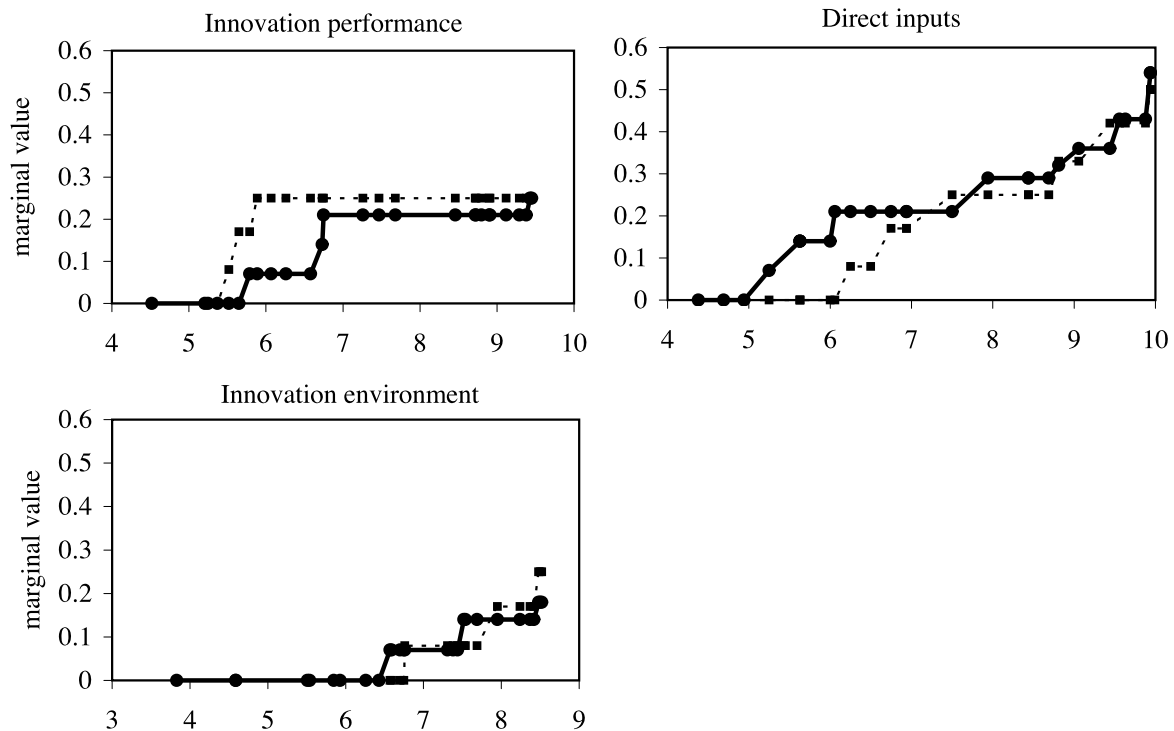 Innovation performance
0.6
0.5
0.4
0.3
0.2
0.1
0
marginal value
4 5 6 7 8 9 10
Direct inputs
0.6
0.5
0.4
0.3
0.2
0.1
0
4 5 6 7 8 9 10
Innovation environment
0.6
0.5
0.4
0.3
0.2
0.1
0
marginal value
3 4 5 6 7 8 9